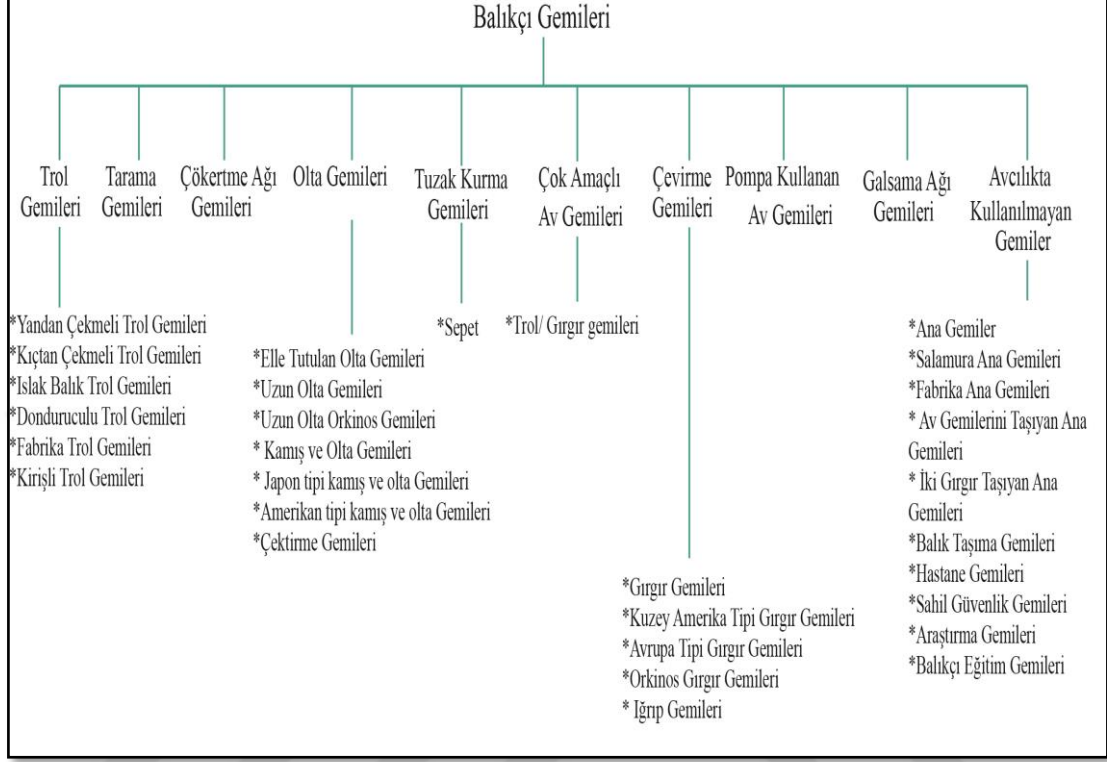 Balıkçı Gemileri
Trol
Gemileri
Tarama
Gemileri
Çökertme Ağı
Gemileri
Olta Gemileri
Tuzak Kurma
Gemileri
Çok Amaçlı
Av Gemileri
Çevirme
Gemileri
Pompa Kullanan
Av Gemileri
Galsama Ağı
Gemileri
Avcılıkta
Kullanılmayan
Gemiler
*Yandan Çekmeli Trol Gemileri
*Kıçtan Çekmeli Trol Gemileri
*Islak Balık Trol Gemileri
*Donduruculu Trol Gemileri
*Fabrika Trol Gemileri
*Kirişli Trol Gemileri
*Elle Tutulan Olta Gemileri
*Uzun Olta Gemileri
*Uzun Olta Orkinos Gemileri
* Kamış ve Olta Gemileri
* Japon tipi kamış ve olta Gemileri
*Amerikan tipi kamış ve olta Gemileri
*Çektirme Gemileri
*Sepet
*Trol/ Gırgır gemileri
*Gırgır Gemileri
*Kuzey Amerika Tipi Gırgır Gemileri
*Avrupa Tipi Gırgır Gemileri
*Orkinos Gırgır Gemileri
* Iğrıp Gemileri
*Ana Gemiler
*Salamura Ana Gemileri
*Fabrika Ana Gemileri
* Av Gemilerini Taşıyan Ana
Gemileri
* İki Gırgır Taşıyan Ana
Gemileri
*Balık Taşıma Gemileri
*Hastane Gemileri
*Sahil Güvenlik Gemileri
*Araştırma Gemileri
*Balıkçı Eğitim Gemileri